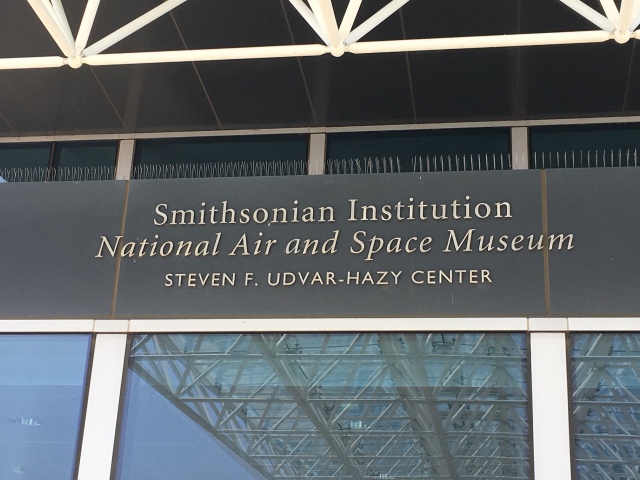 Smithsonian Institution
National Air and Space Museum
STEVEN F. UDVAR-HAZY CENTER